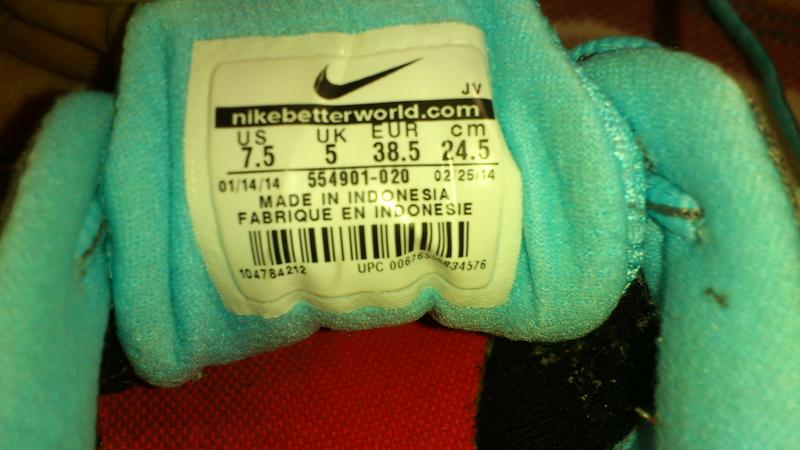 JV
nikebetterworld.com
US UK EUR cm
7.5 5 38.5 24.5
01/14/14 554901-020 02/25/14
MADE IN INDONESIA
FABRIQUE EN INDONESIE
104784212 UPC